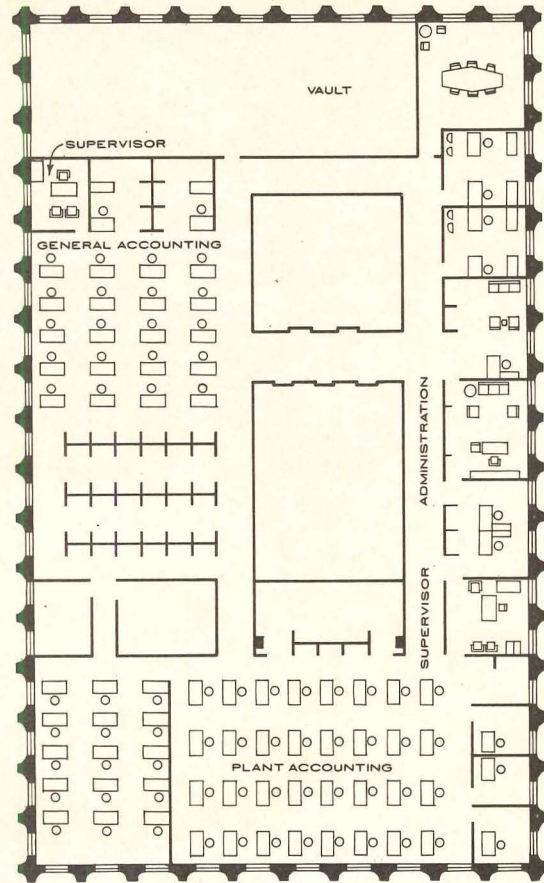 VAULT
SUPERVISOR
GENERAL ACCOUNTING
ADMINISTRATION
SUPERVISOR
PLANT ACCOUNTING